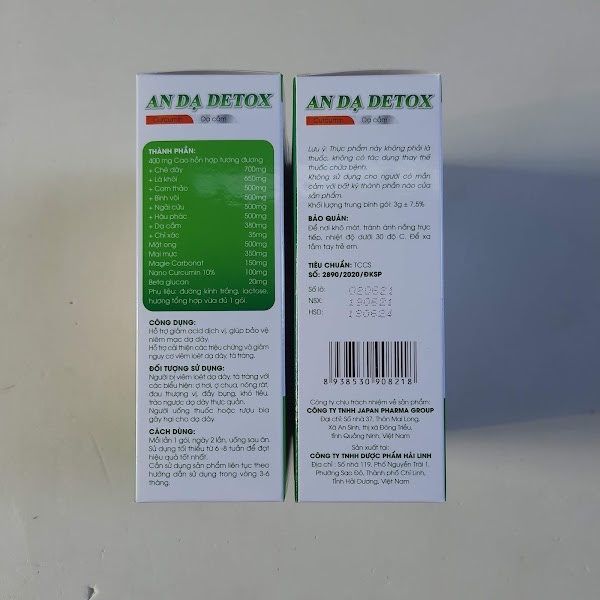 AN DẠ DETOX
Curcumin Dạ cẩm
THÀNH PHẦN:
400 mg Cao hỗn hợp tương đương
+ Chè dây 700mg
+ Lá khôi 650mg
+ Cam thảo 500mg
+ Bình vôi 500mg
+ Ngải cứu 500mg
+ Hậu phác 500mg
+ Dạ cẩm 380mg
+ Chỉ xác 35mg
Mật ong 500mg
Mai mực 350mg
Magie Carbonat 150mg
Nano Curcumin 10% 100mg
Beta glucan 20mg
Phụ liệu: đường kính trắng, lactose,
hương tổng hợp vừa đủ 1 gói.
CÔNG DỤNG:
Hỗ trợ giảm acid dịch vị, giúp bảo vệ
niêm mạc dạ dày.
Hỗ trợ cải thiện các triệu chứng và giảm
nguy cơ viêm loét dạ dày, tá tràng.
ĐỐI TƯỢNG SỬ DỤNG:
Người bị viêm loét dạ dày, tá tràng với
các biểu hiện: ợ hơi, ợ chua, nóng rát,
đau thượng vị, đầy bụng, khó tiêu,
trào ngược dạ dày thực quản.
Người uống thuốc hoặc rượu bia
gây hại cho dạ dày.
CÁCH DÙNG:
Mỗi lần 1 gói, ngày 2 lần, uống sau ăn.
Sử dụng tối thiểu từ 6 -8 tuần để đạt
hiệu quả tốt nhất.
Cần sử dụng sản phẩm liên tục theo
hướng dẫn sử dụng trong vòng 3-6
tháng.
AN DẠ DETOX
Curcumin Dạ cẩm
Lưu ý: Thực phẩm này không phải là
thuốc, không có tác dụng thay thế
thuốc chữa bệnh.
Không sử dụng cho người có mẫn
cảm với bất kỳ thành phần nào của
sản phẩm.
Khối lượng trung bình gói: 3g ± 7,5%
BẢO QUẢN:
Để nơi khô mát, tránh ánh nắng trực
tiếp, nhiệt độ dưới 30 độ C. Để xa
tầm tay trẻ em.
TIÊU CHUẨN: TCCS
SỐ: 2890/2020/ĐKSP
Số lô: 020621
NSX: 190621
HSD: 190624
8 938530 908218
Công ty chịu trách nhiệm về sản phẩm:
CÔNG TY TNHH JAPAN PHARMA GROUP
Địa chỉ: Số nhà 37, Thôn Mai Long,
Xã An Sinh, thị xã Đông Triều,
tỉnh Quảng Ninh, Việt Nam
Sản xuất tại:
CÔNG TY TNHH DƯỢC PHẨM HẢI LINH
Địa chỉ : Số nhà 119, Phố Nguyễn Trãi 1,
Phường Sao Đỏ, Thành phố Chí Linh,
Tỉnh Hải Dương, Việt Nam